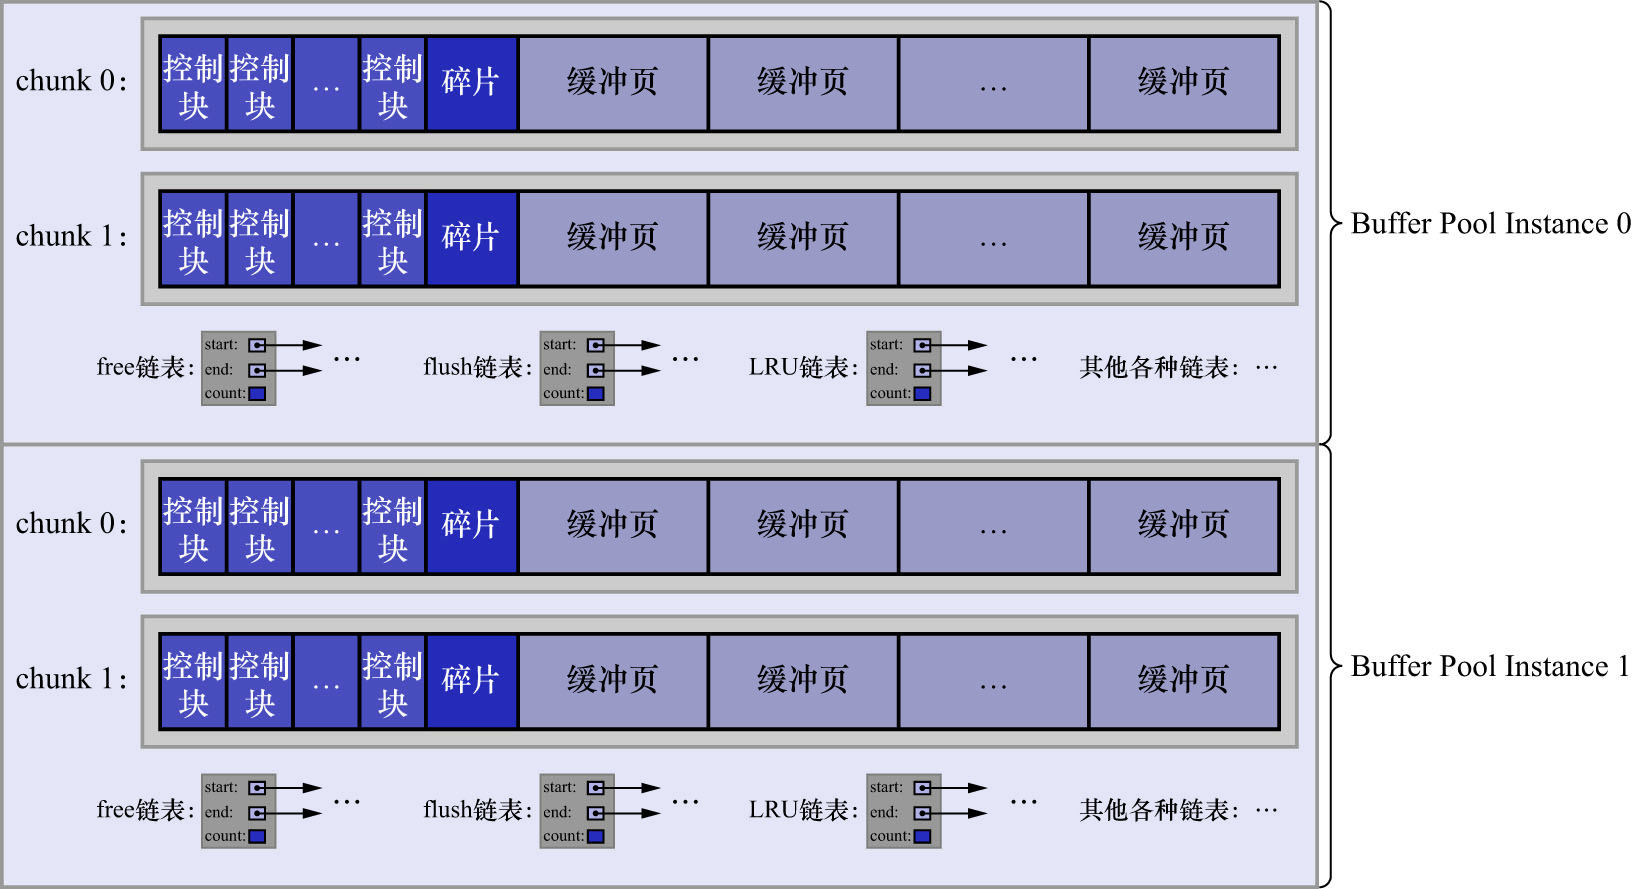 chunk 0：
控制块 控制块 … 控制块 碎片 缓冲页 缓冲页 … 缓冲页
chunk 1：
控制块 控制块 … 控制块 碎片 缓冲页 缓冲页 … 缓冲页
Buffer Pool Instance 0
free链表：
start:
end:
count:
…
flush链表：
start:
end:
count:
…
LRU链表：
start:
end:
count:
…
其他各种链表：…
chunk 0：
控制块 控制块 … 控制块 碎片 缓冲页 缓冲页 … 缓冲页
chunk 1：
控制块 控制块 … 控制块 碎片 缓冲页 缓冲页 … 缓冲页
Buffer Pool Instance 1
free链表：
start:
end:
count:
…
flush链表：
start:
end:
count:
…
LRU链表：
start:
end:
count:
…
其他各种链表：…